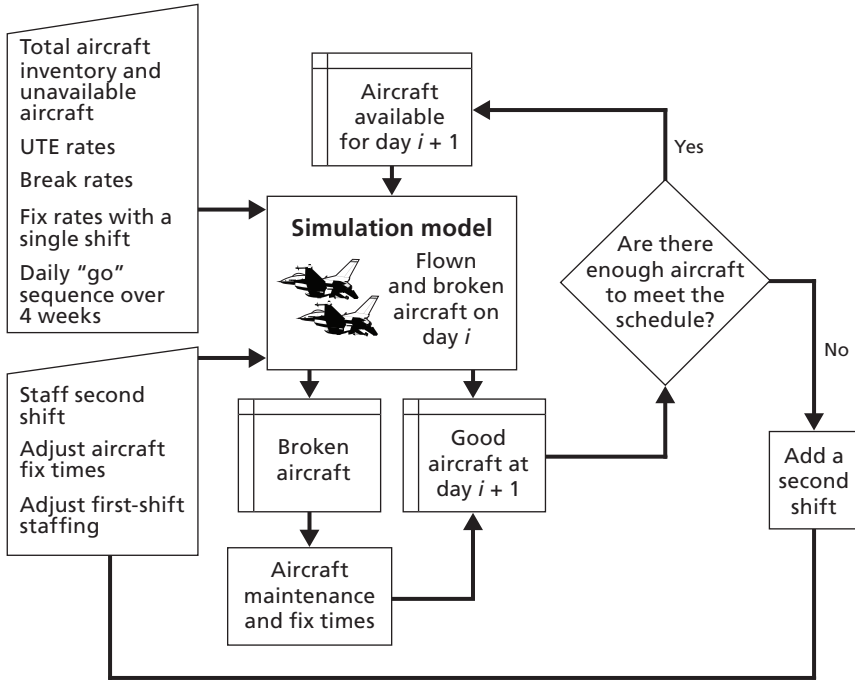 Total aircraft
inventory and
unavailable
aircraft
UTE rates
Break rates
Fix rates with a
single shift
Daily “go”
sequence over
4 weeks
Aircraft
available
for day i + 1
Simulation model
Flown
and broken
aircraft on
day i
Yes
Are there
enough aircraft
to meet the
schedule?
No
Staff second
shift
Adjust aircraft
fix times
Adjust first-shift
staffing
Broken
aircraft
Good
aircraft at
day i + 1
Add a
second
shift
Aircraft
maintenance
and fix times